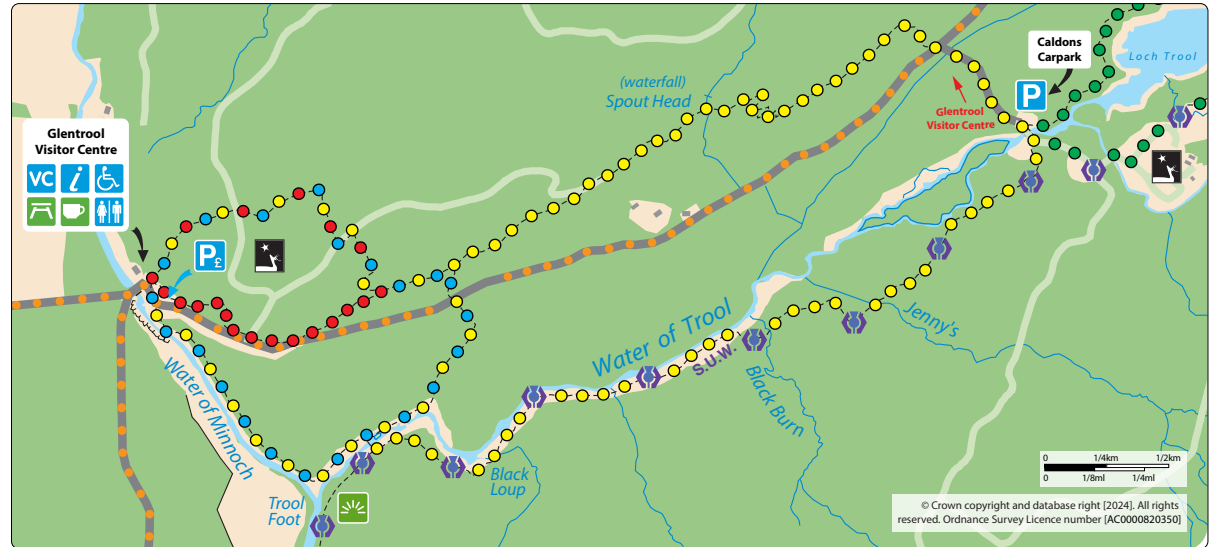 Glentrool
Visitor Centre
VC
i
P£
(waterfall)
Spout Head
Caldons
Carpark
P
Loch Trool
Glentrool
Visitor Centre
Water of Trool
S.U.W.
Jenny's
Black Burn
Water of Minnoch
Black
Loup
Trool
Foot
0 1/4km 1/2km
0 1/8ml 1/4ml
© Crown copyright and database right [2024]. All rights
reserved. Ordnance Survey Licence number [AC0000820350]